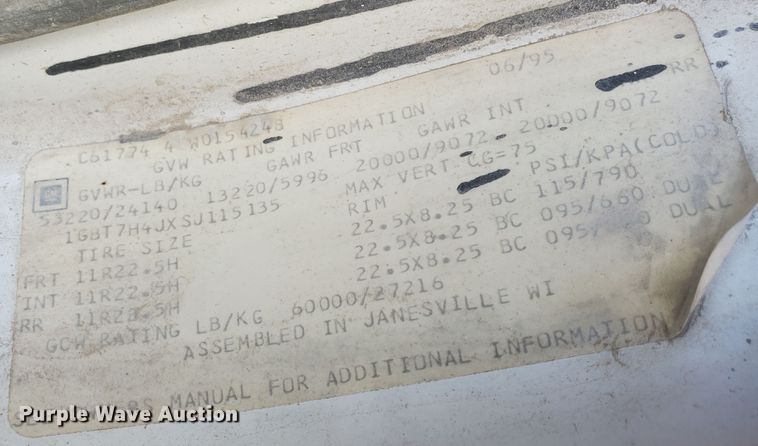 06/95
C61774 4 W0154248
GVW RATING INFORMATION
GVWR-LB/KG GAWR FRT GAWR INT RR
53220/24140 13220/5996 20000/9072 20000/9072
1GBT7H4JXSJ115135 MAX VERT CG=75
TIRE SIZE RIM PSI/KPA(COLD)
FRT 11R22.5H 22.5X8.25 BC 115/790
INT 11R22.5H 22.5X8.25 BC 095/660 DUAL
RR 11R22.5H 22.5X8.25 BC 095/ 0 DUAL
GCW RATING LB/KG 60000/27216
ASSEMBLED IN JANESVILLE WI
MANUAL FOR ADDITIONAL INFORMATION
Purple Wave Auction